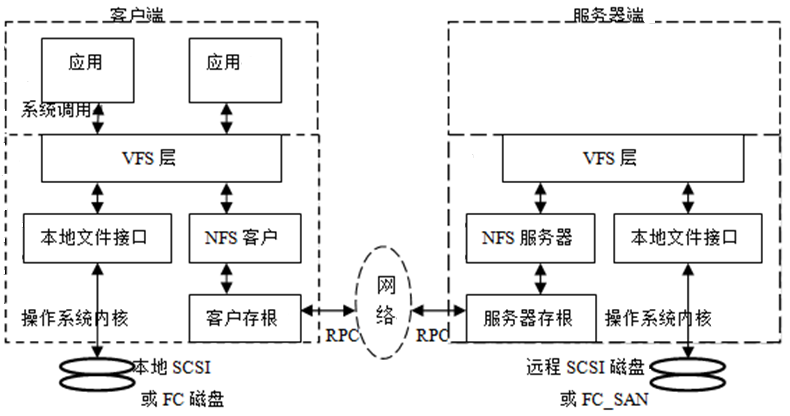 客户端
服务器端
应用
应用
系统调用
VFS 层
VFS 层
本地文件接口
NFS 客户
NFS 服务器
本地文件接口
网
络
操作系统内核
客户存根
RPC
RPC
服务器存根
操作系统内核
本地 SCSI
或 FC 磁盘
远程 SCSI 磁盘
或 FC_SAN